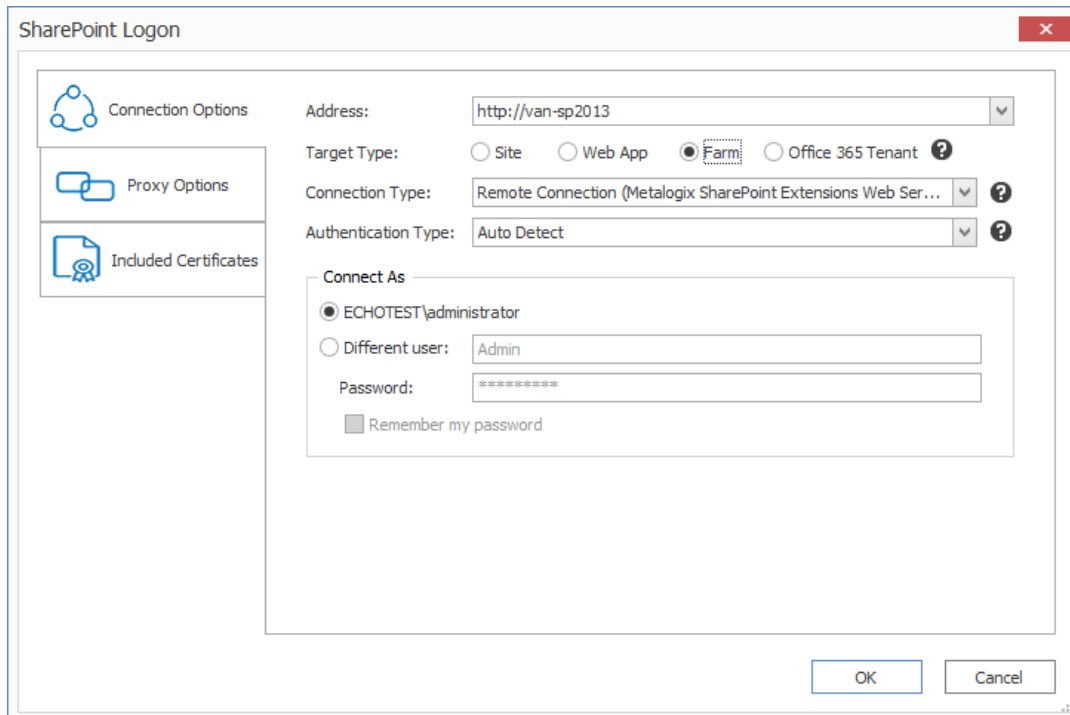 SharePoint Logon
Connection Options
Proxy Options
Included Certificates
Address: http://van-sp2013
Target Type: Site Web App Farm Office 365 Tenant ?
Connection Type: Remote Connection (Metalogix SharePoint Extensions Web Ser... ?
Authentication Type: Auto Detect ?
Connect As
ECHOTEST\administrator
Different user: Admin
Password: *********
Remember my password
OK Cancel